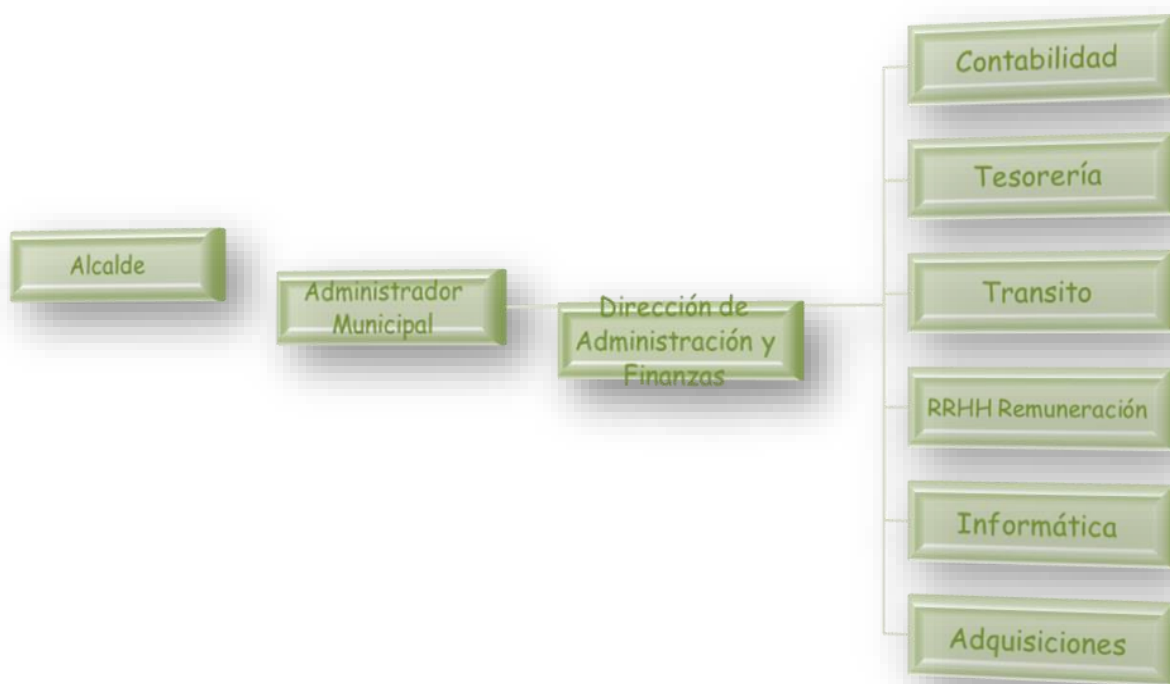 Alcalde
Administrador
Municipal
Dirección de
Administración y
Finanzas
Contabilidad
Tesorería
Transito
RRHH Remuneración
Informática
Adquisiciones